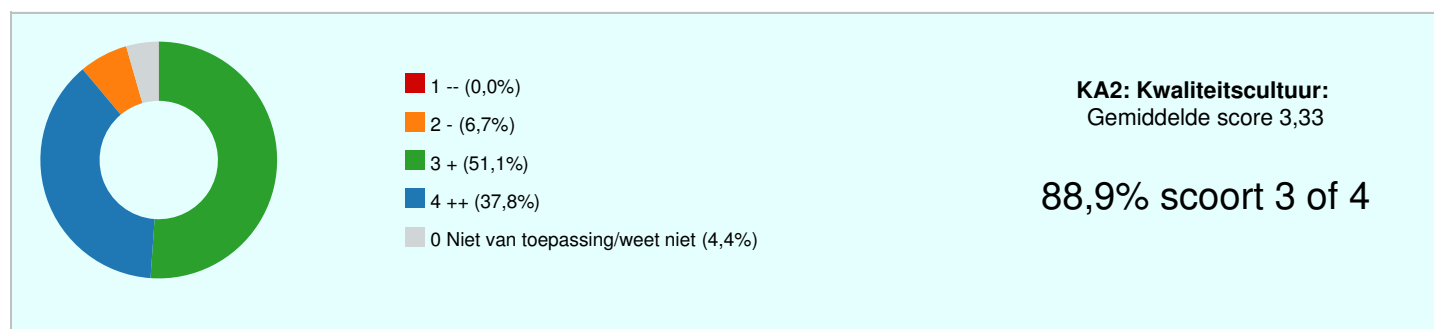 1 -- (0,0%)
2 - (6,7%)
3 + (51,1%)
4 ++ (37,8%)
0 Niet van toepassing/weet niet (4,4%)
KA2: Kwaliteitscultuur:
Gemiddelde score 3,33
88,9% scoort 3 of 4